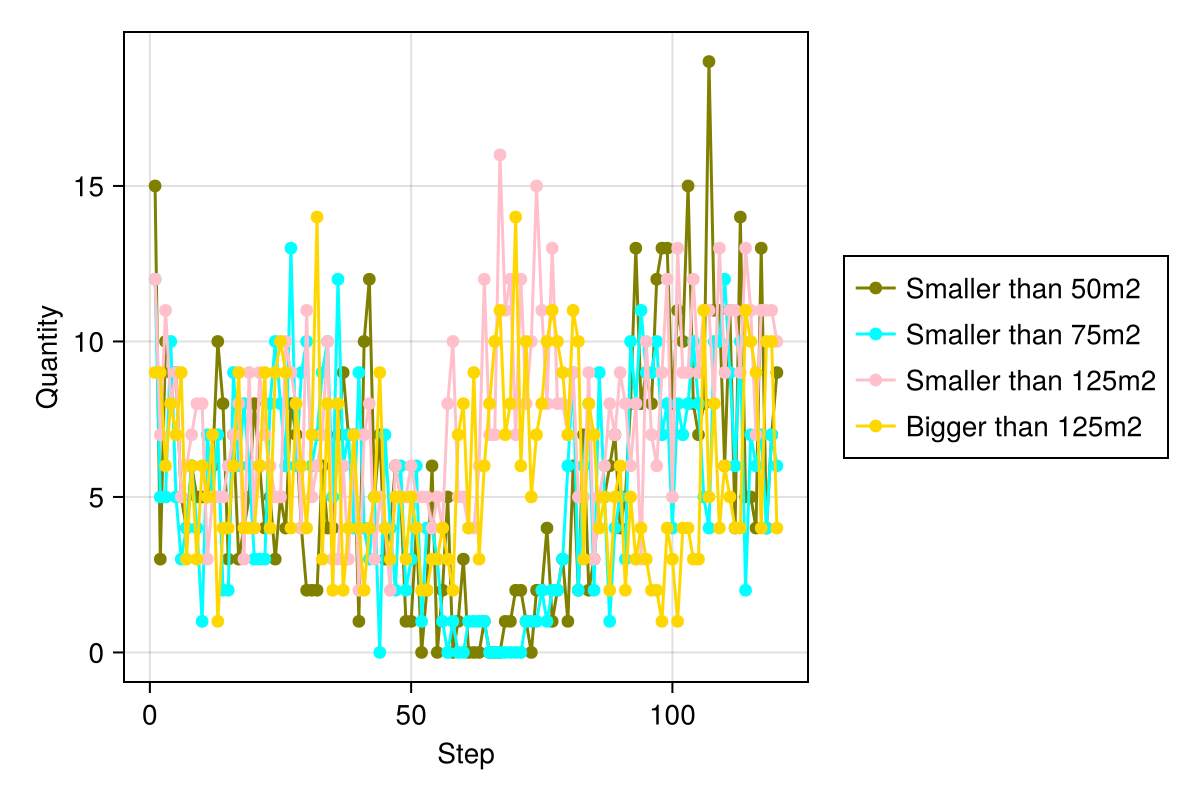 15
10
5
0
Quantity
0
50
100
Step
Smaller than 50m2
Smaller than 75m2
Smaller than 125m2
Bigger than 125m2